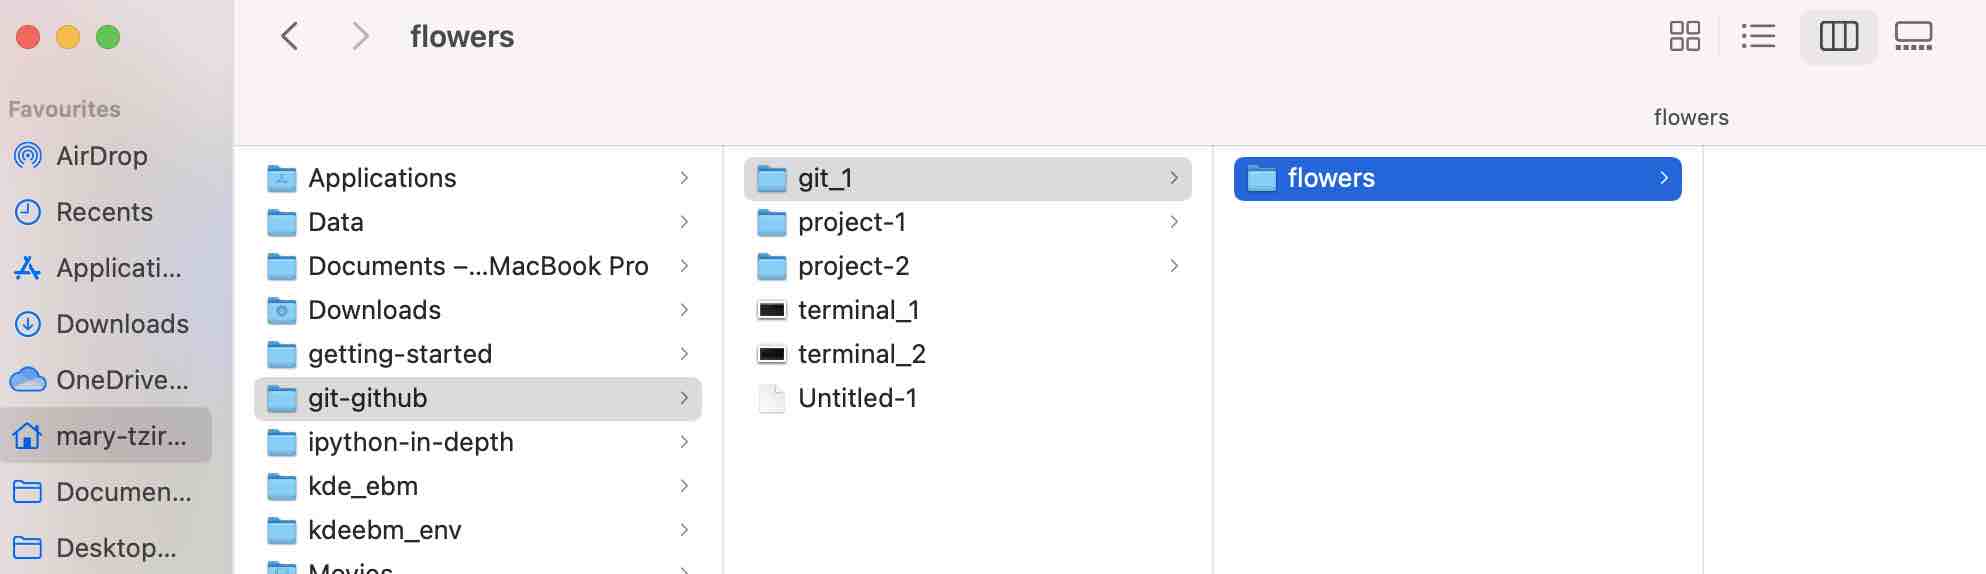 flowers
Favourites
AirDrop
Recents
Applicati...
Downloads
OneDrive...
mary-tzir...
Documen...
Desktop...
flowers
Applications
Data
Documents –...MacBook Pro
Downloads
getting-started
git-github
ipython-in-depth
kde_ebm
kdeebm_env
Movies
git_1
project-1
project-2
terminal_1
terminal_2
Untitled-1
flowers